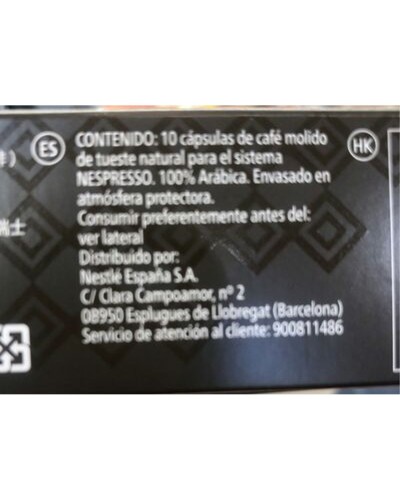 ES
CONTENIDO: 10 cápsulas de café molido
de tueste natural para el sistema
NESPRESSO. 100% Arábica. Envasado en
atmósfera protectora.
Consumir preferentemente antes del:
ver lateral
Distribuido por:
Nestlé España S.A.
C/ Clara Campoamor, nº 2
08950 Esplugues de Llobregat (Barcelona)
Servicio de atención al cliente: 900811486
HK
瑞士